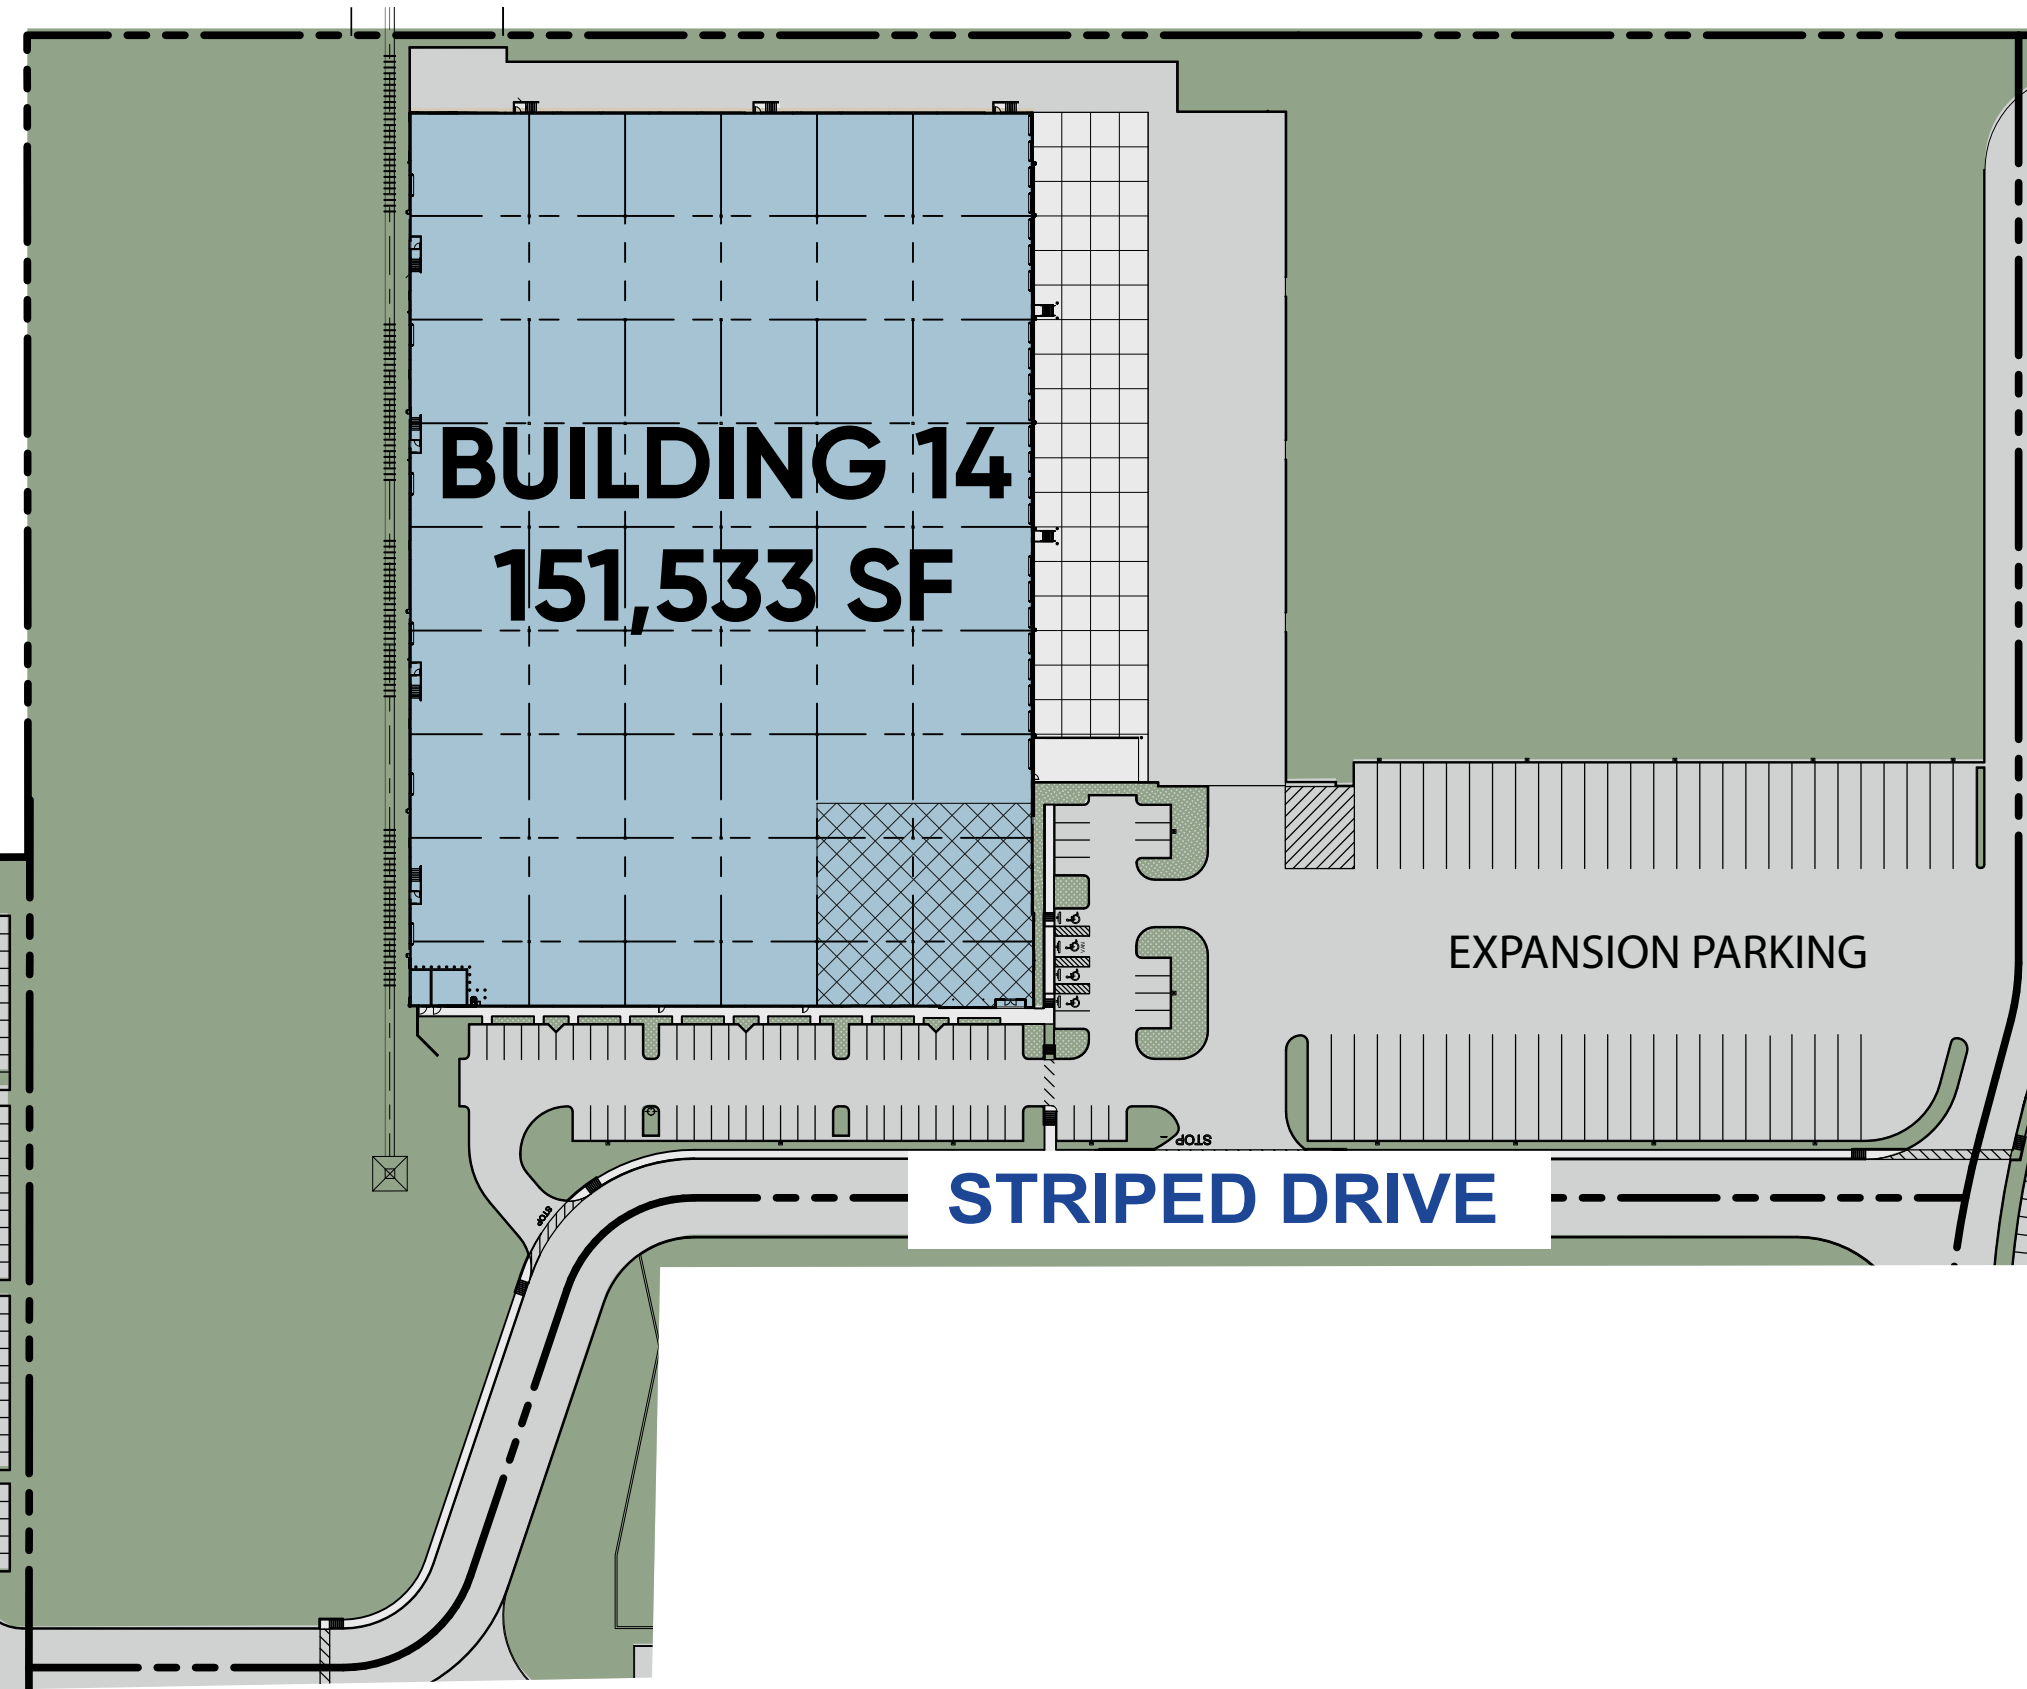 BUILDING 14
151,533 SF
EXPANSION PARKING
STOP
STRIPED DRIVE
STOP